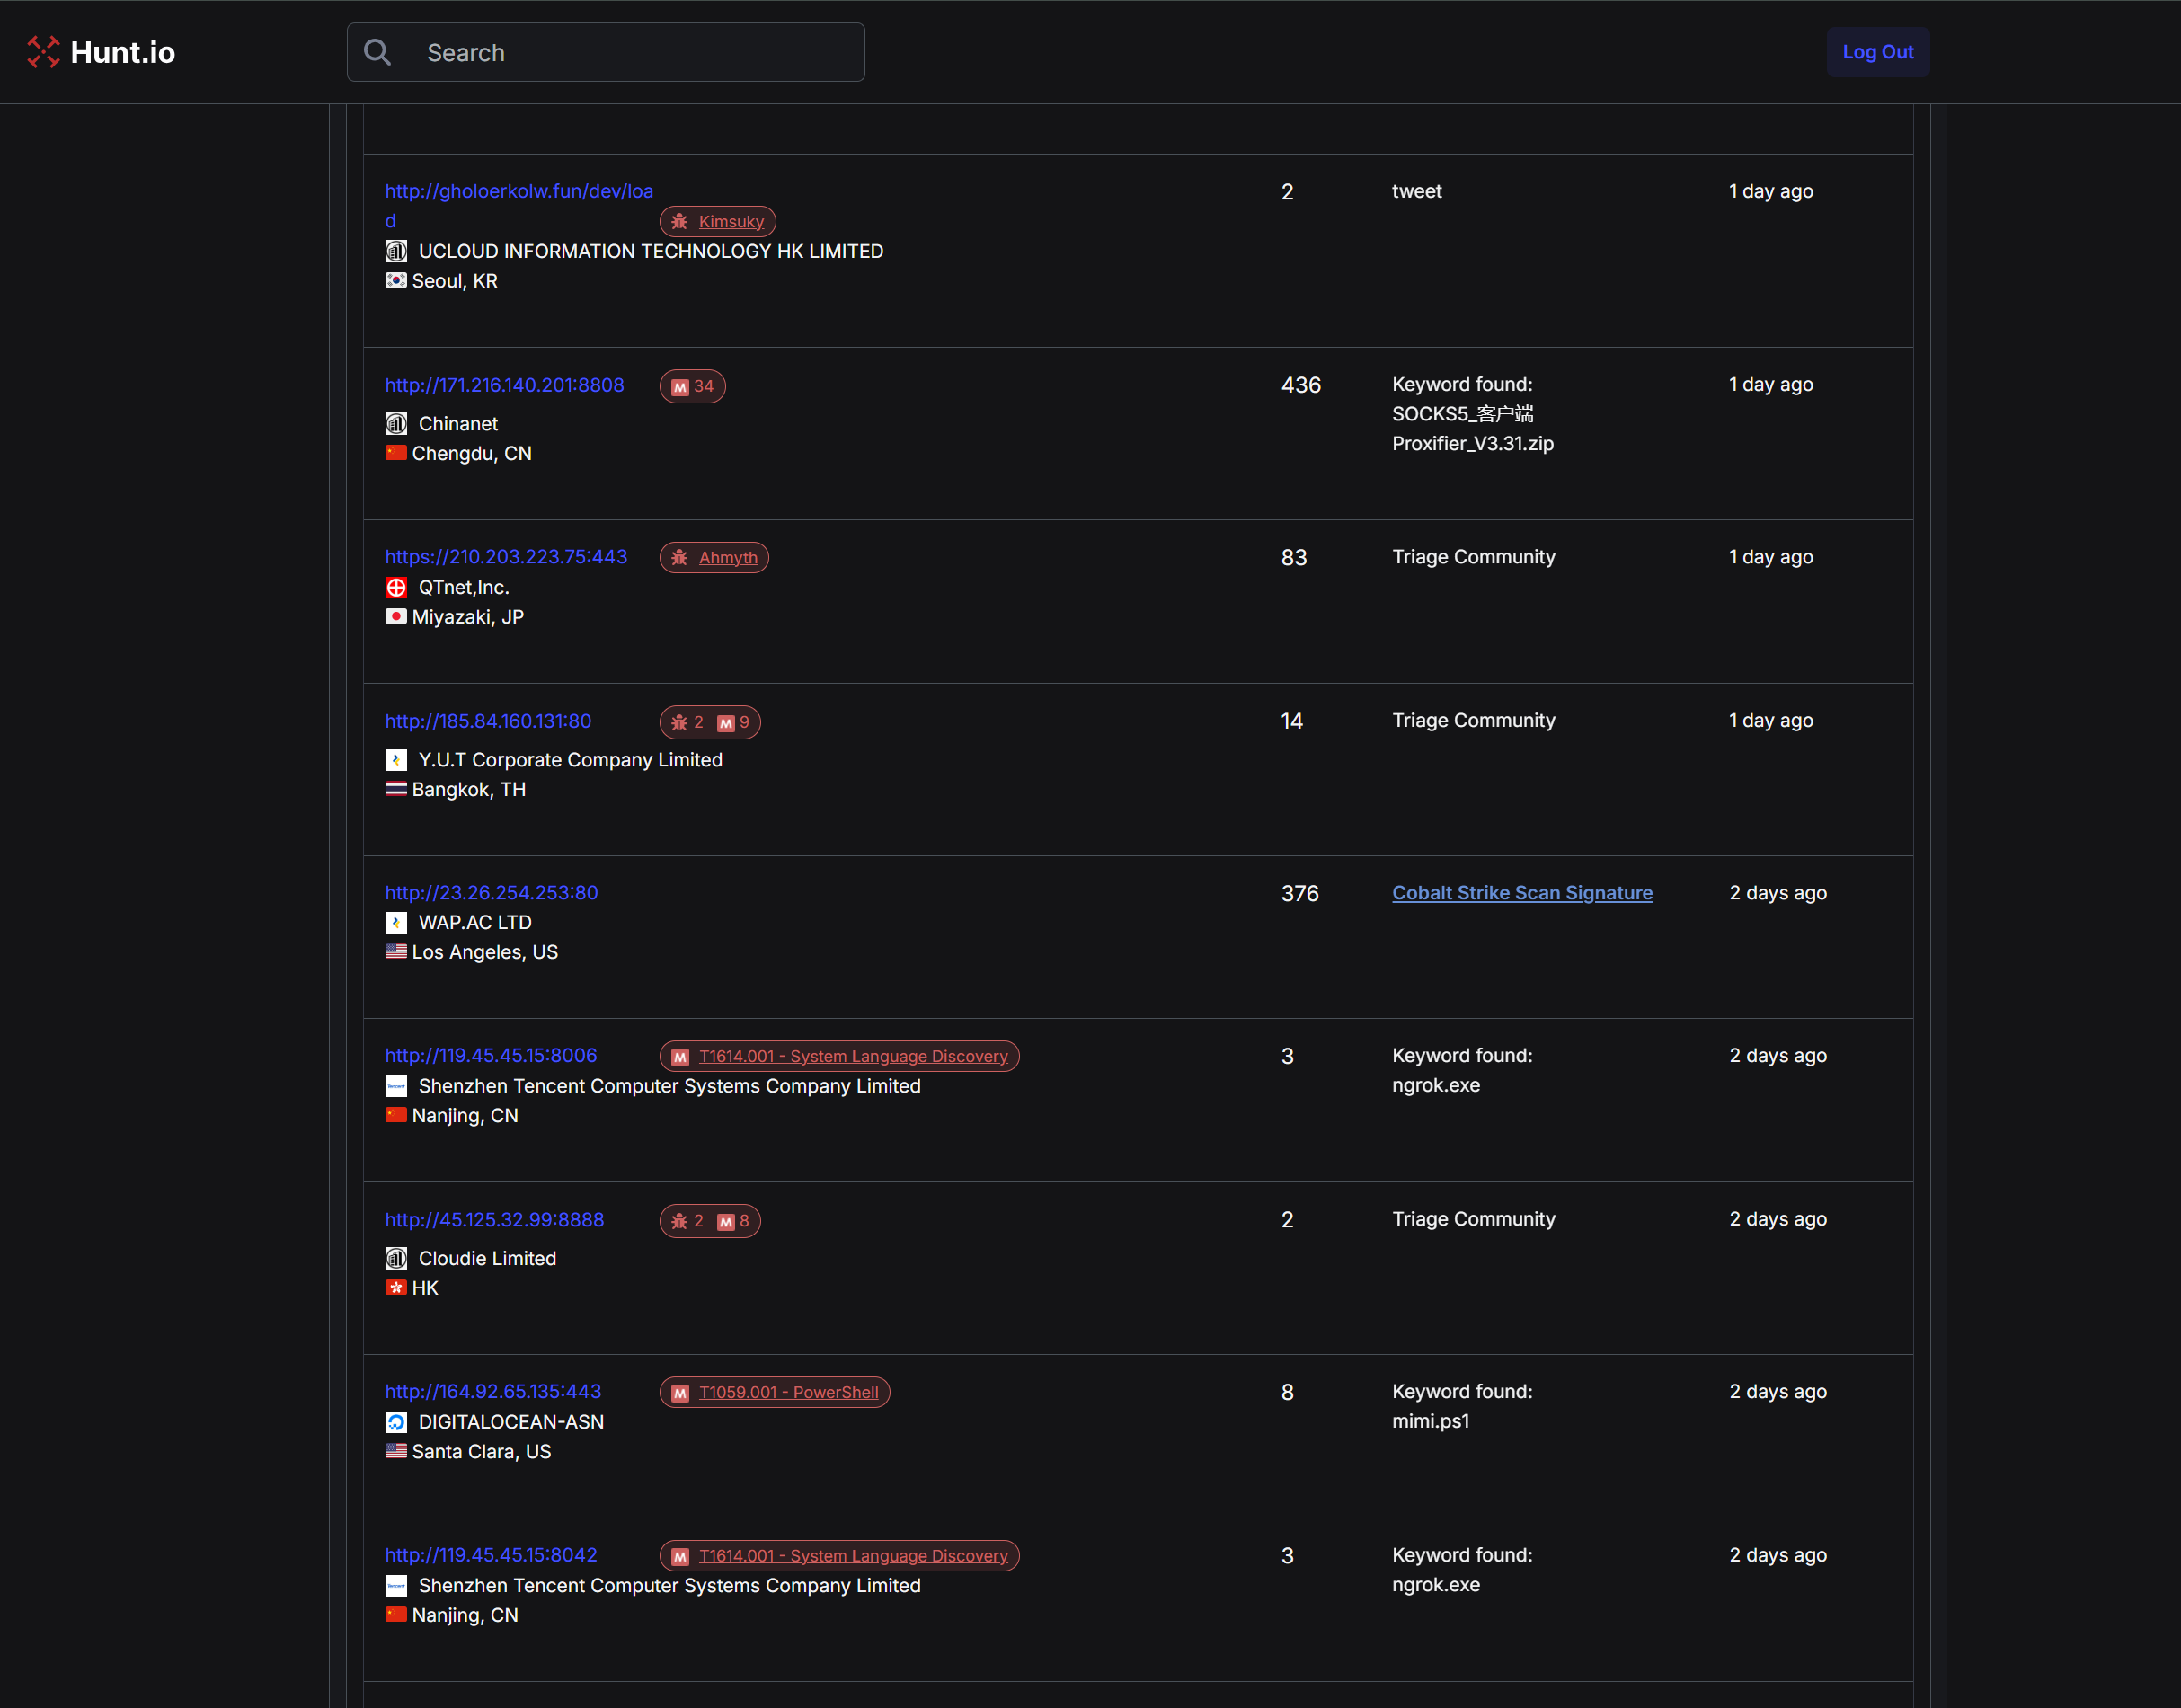 Hunt.io
Search
Log Out
http://gholoerkolw.fun/dev/loa
d
Kimsuky
2
tweet
1 day ago
UCLOUD INFORMATION TECHNOLOGY HK LIMITED
Seoul, KR
http://171.216.140.201:8808
M 34
436
Keyword found:
SOCKS5_客户端
Proxifier_V3.31.zip
1 day ago
Chinanet
Chengdu, CN
https://210.203.223.75:443
Ahmyth
83
Triage Community
1 day ago
QTnet,Inc.
Miyazaki, JP
http://185.84.160.131:80
2 M 9
14
Triage Community
1 day ago
Y.U.T Corporate Company Limited
Bangkok, TH
http://23.26.254.253:80
376
Cobalt Strike Scan Signature
2 days ago
WAP.AC LTD
Los Angeles, US
http://119.45.45.15:8006
M T1614.001 - System Language Discovery
3
Keyword found:
ngrok.exe
2 days ago
Shenzhen Tencent Computer Systems Company Limited
Nanjing, CN
http://45.125.32.99:8888
2 M 8
2
Triage Community
2 days ago
Cloudie Limited
HK
http://164.92.65.135:443
M T1059.001 - PowerShell
8
Keyword found:
mimi.ps1
2 days ago
DIGITALOCEAN-ASN
Santa Clara, US
http://119.45.45.15:8042
M T1614.001 - System Language Discovery
3
Keyword found:
ngrok.exe
2 days ago
Shenzhen Tencent Computer Systems Company Limited
Nanjing, CN